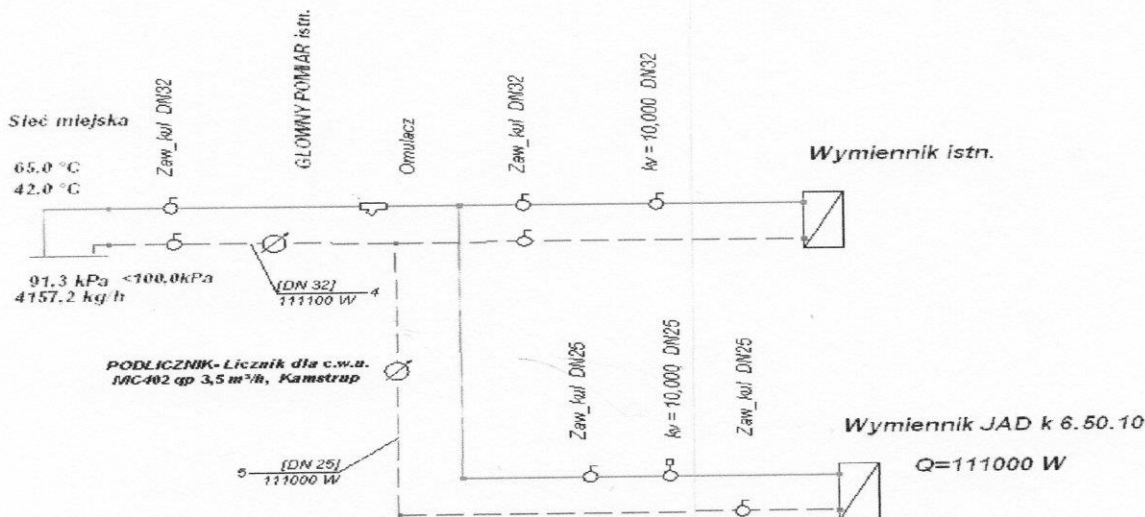 Sieć miejska
65.0 °C
42.0 °C
Zaw_kul DN32
GŁOWNY POMIAR istn.
Omulacz
Zaw_kul DN32
kv = 10,000 DN32
Wymiennik istn.
91.3 kPa <100.0kPa
4157.2 kg/h
[DN 32]
111100 W
4
PODLICZNIK- Licznik dla c.w.u.
MC402 qp 3,5 m³/h, Kamstrup
Zaw_kul DN25
kv = 10,000 DN25
Zaw_kul DN25
Wymiennik JAD k 6.50.10
Q=111000 W
5
[DN 25]
111000 W